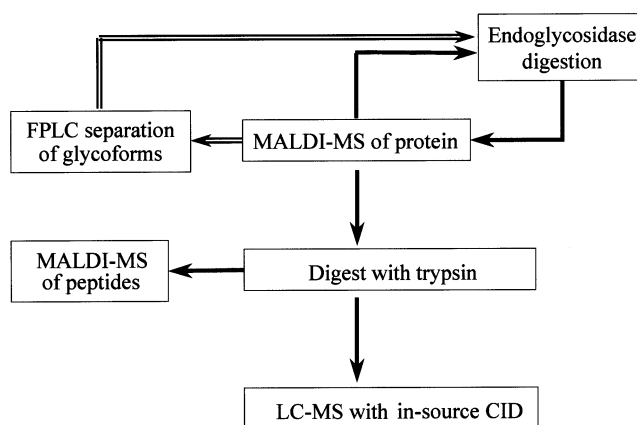 Endoglycosidase
digestion
FPLC separation
of glycoforms
MALDI-MS of protein
MALDI-MS
of peptides
Digest with trypsin
LC-MS with in-source CID